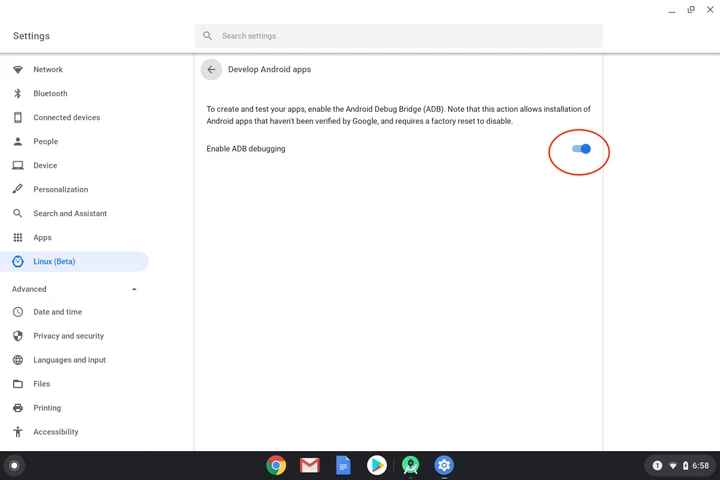 Settings
Search settings
Network
Bluetooth
Connected devices
People
Device
Personalization
Search and Assistant
Apps
Linux (Beta)
Advanced
Date and time
Privacy and security
Languages and input
Files
Printing
Accessibility
Develop Android apps
To create and test your apps, enable the Android Debug Bridge (ADB). Note that this action allows installation of
Android apps that haven't been verified by Google, and requires a factory reset to disable.
Enable ADB debugging
1
6:58